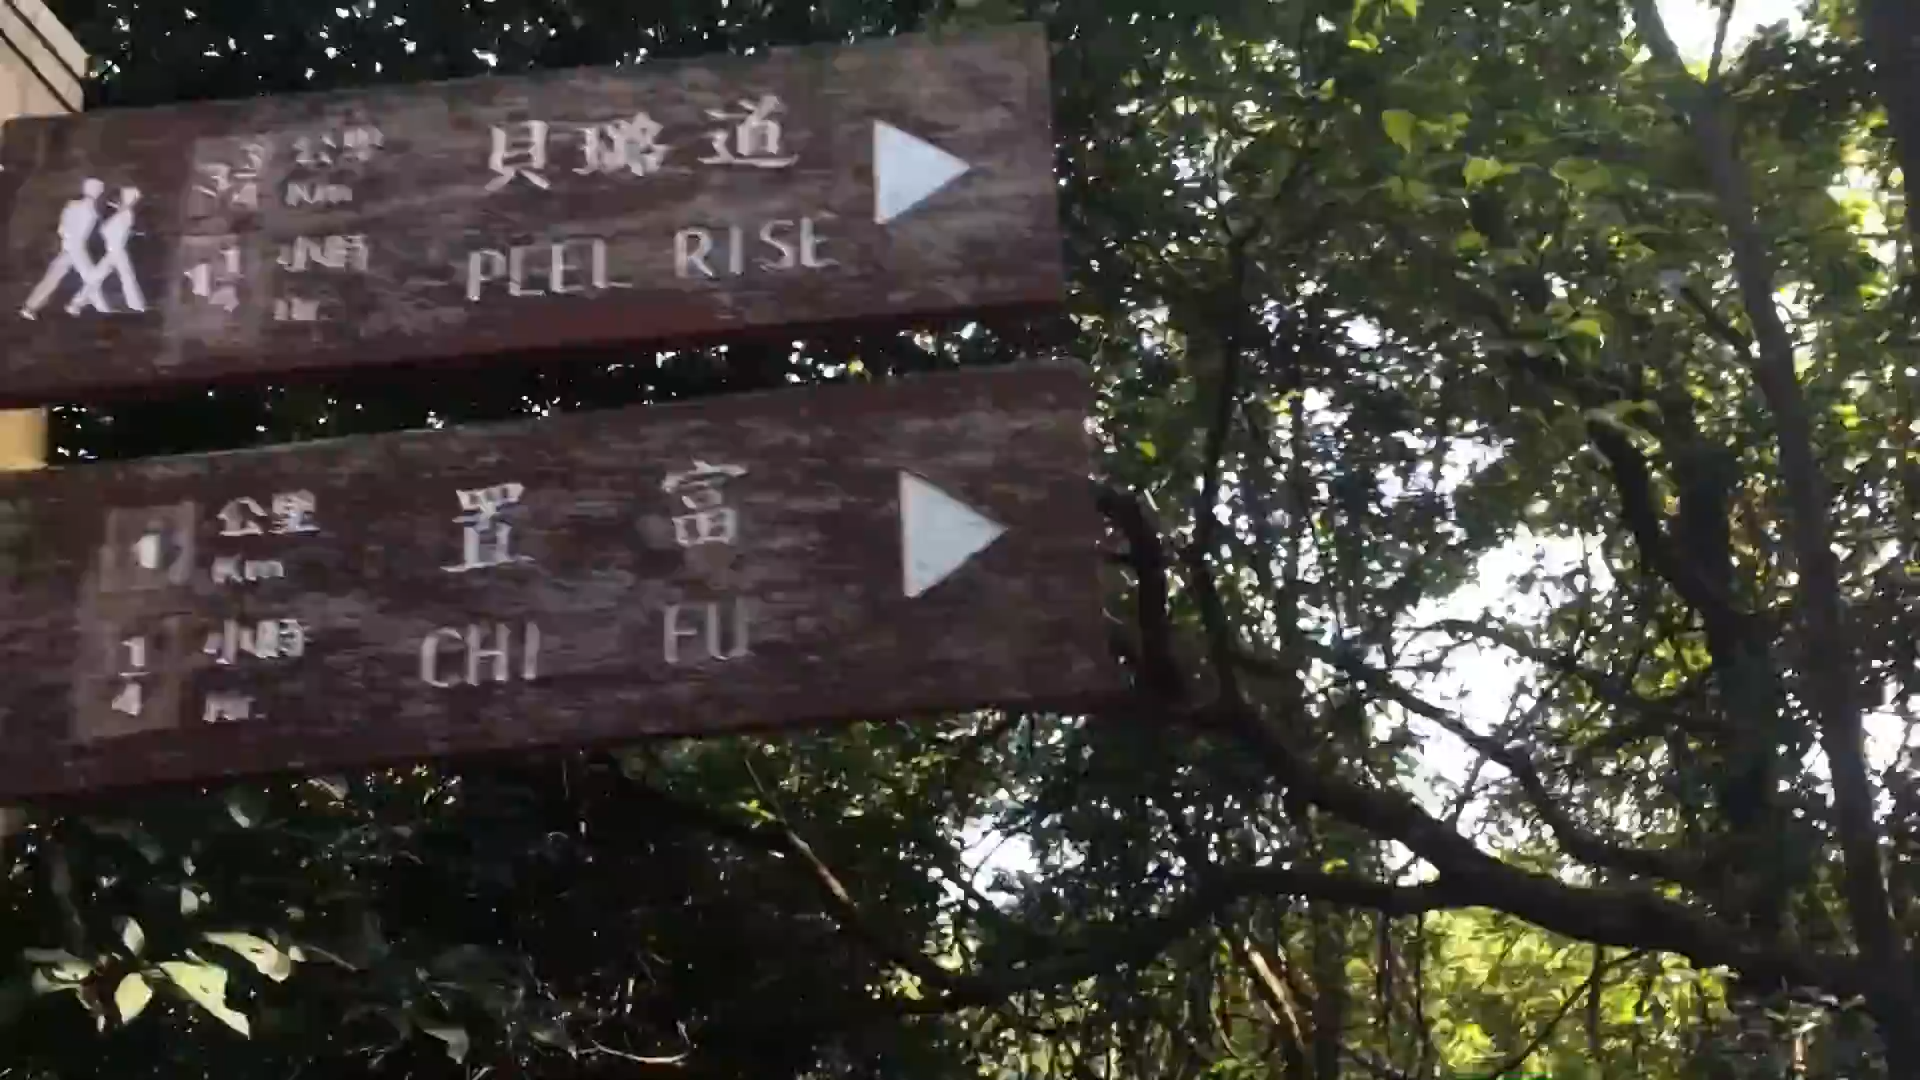 3 3/4 公里
Km
貝璐道
1 1/4 小時
Hr.
PEEL RISE
公里
Km
置富
1/4 小時
Hr.
CHI FU